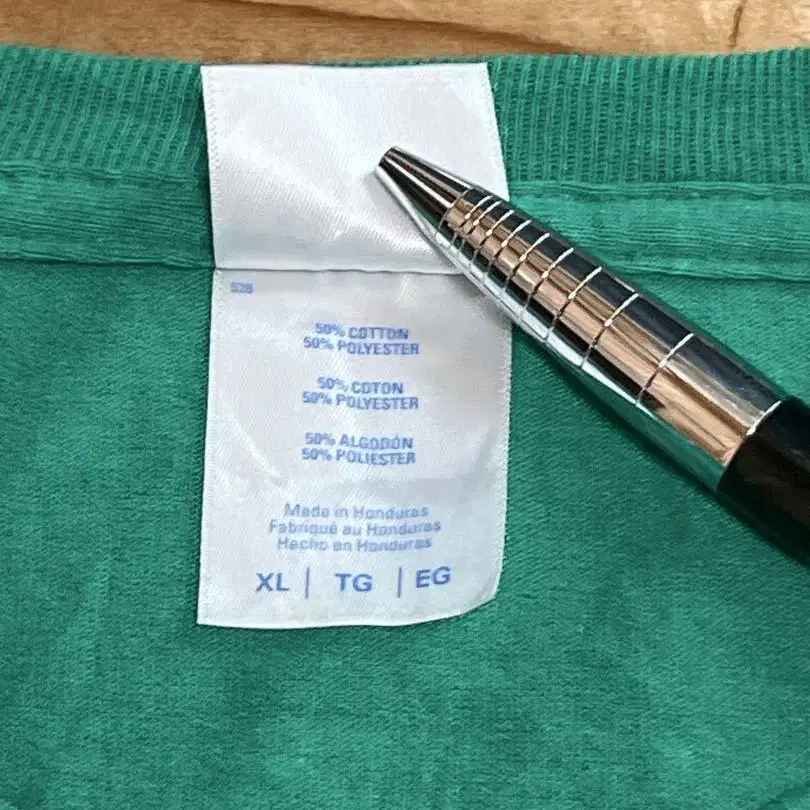 50% COTTON
50% POLYESTER
50% COTON
50% POLYESTER
50% ALGODÓN
50% POLIESTER
Made in Honduras
Fabriqué au Honduras
Hecho en Honduras
XL | TG | EG